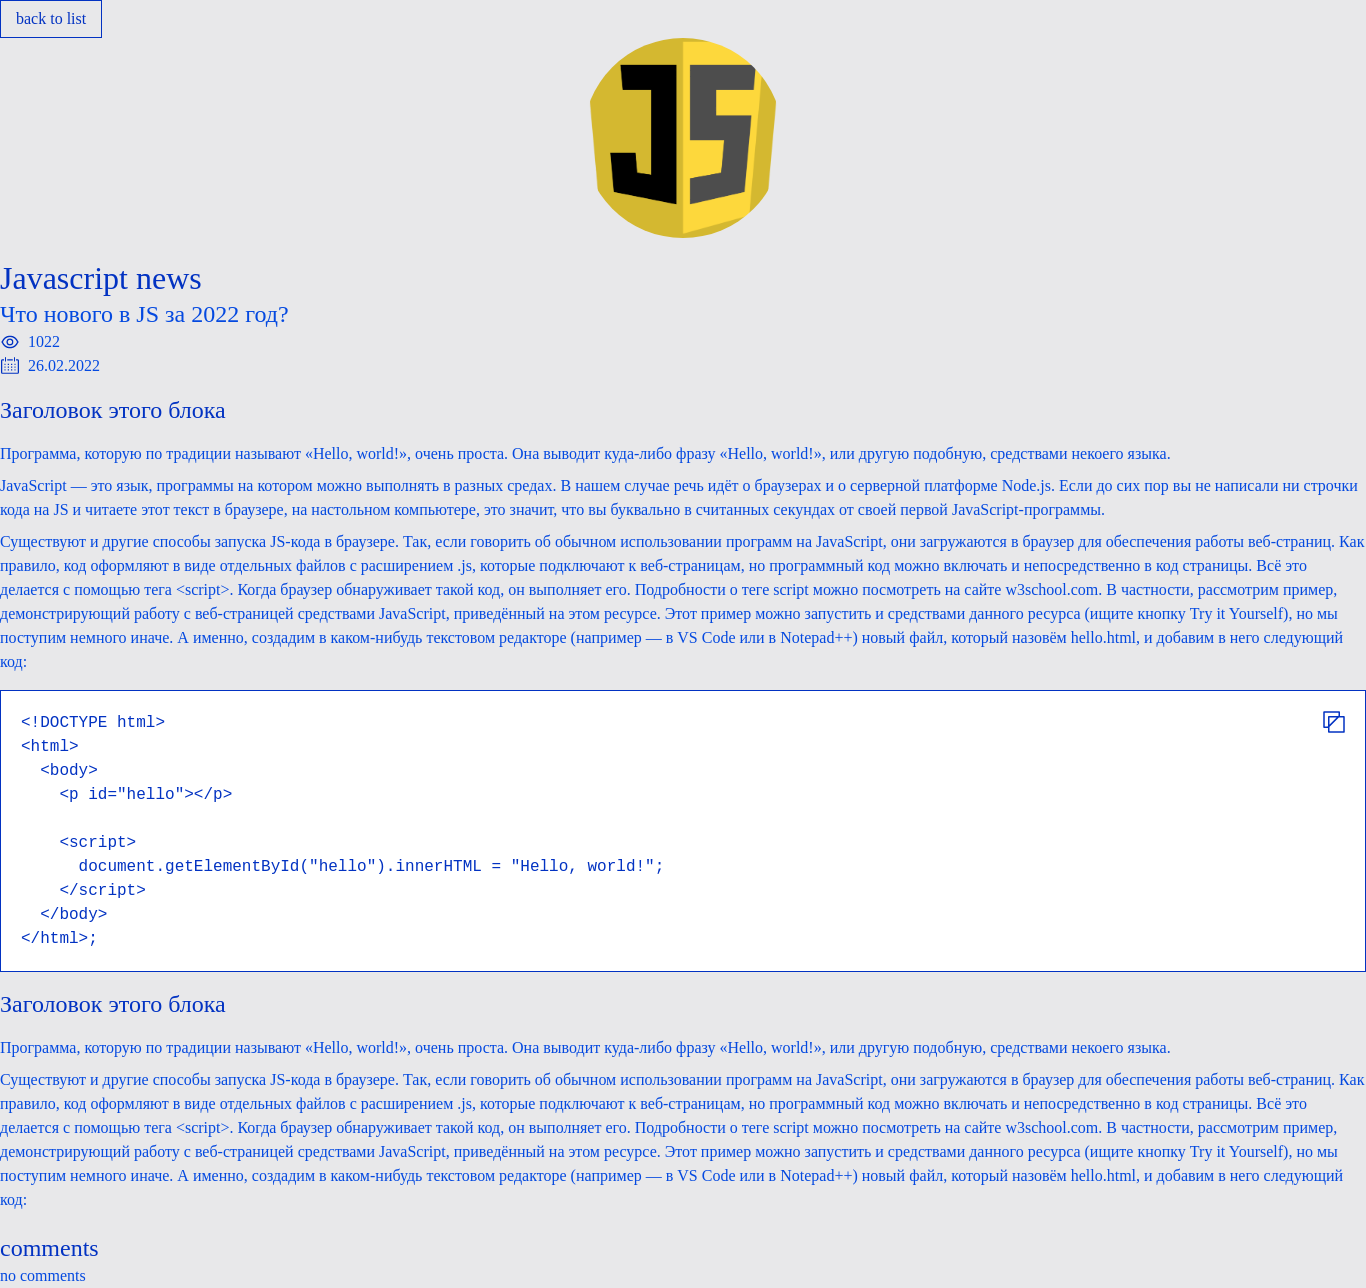 back to list
JS
Javascript news
Что нового в JS за 2022 год?
1022
26.02.2022
Заголовок этого блока
Программа, которую по традиции называют «Hello, world!», очень проста. Она выводит куда-либо фразу «Hello, world!», или другую подобную, средствами некоего языка.
JavaScript — это язык, программы на котором можно выполнять в разных средах. В нашем случае речь идёт о браузерах и о серверной платформе Node.js. Если до сих пор вы не написали ни строчки
кода на JS и читаете этот текст в браузере, на настольном компьютере, это значит, что вы буквально в считанных секундах от своей первой JavaScript-программы.
Существуют и другие способы запуска JS-кода в браузере. Так, если говорить об обычном использовании программ на JavaScript, они загружаются в браузер для обеспечения работы веб-страниц. Как
правило, код оформляют в виде отдельных файлов с расширением .js, которые подключают к веб-страницам, но программный код можно включать и непосредственно в код страницы. Всё это
делается с помощью тега <script>. Когда браузер обнаруживает такой код, он выполняет его. Подробности о теге script можно посмотреть на сайте w3school.com. В частности, рассмотрим пример,
демонстрирующий работу с веб-страницей средствами JavaScript, приведённый на этом ресурсе. Этот пример можно запустить и средствами данного ресурса (ищите кнопку Try it Yourself), но мы
поступим немного иначе. А именно, создадим в каком-нибудь текстовом редакторе (например — в VS Code или в Notepad++) новый файл, который назовём hello.html, и добавим в него следующий
код:
<!DOCTYPE html>
<html>
  <body>
    <p id="hello"></p>

    <script>
      document.getElementById("hello").innerHTML = "Hello, world!";
    </script>
  </body>
</html>;
Заголовок этого блока
Программа, которую по традиции называют «Hello, world!», очень проста. Она выводит куда-либо фразу «Hello, world!», или другую подобную, средствами некоего языка.
Существуют и другие способы запуска JS-кода в браузере. Так, если говорить об обычном использовании программ на JavaScript, они загружаются в браузер для обеспечения работы веб-страниц. Как
правило, код оформляют в виде отдельных файлов с расширением .js, которые подключают к веб-страницам, но программный код можно включать и непосредственно в код страницы. Всё это
делается с помощью тега <script>. Когда браузер обнаруживает такой код, он выполняет его. Подробности о теге script можно посмотреть на сайте w3school.com. В частности, рассмотрим пример,
демонстрирующий работу с веб-страницей средствами JavaScript, приведённый на этом ресурсе. Этот пример можно запустить и средствами данного ресурса (ищите кнопку Try it Yourself), но мы
поступим немного иначе. А именно, создадим в каком-нибудь текстовом редакторе (например — в VS Code или в Notepad++) новый файл, который назовём hello.html, и добавим в него следующий
код:
comments
no comments